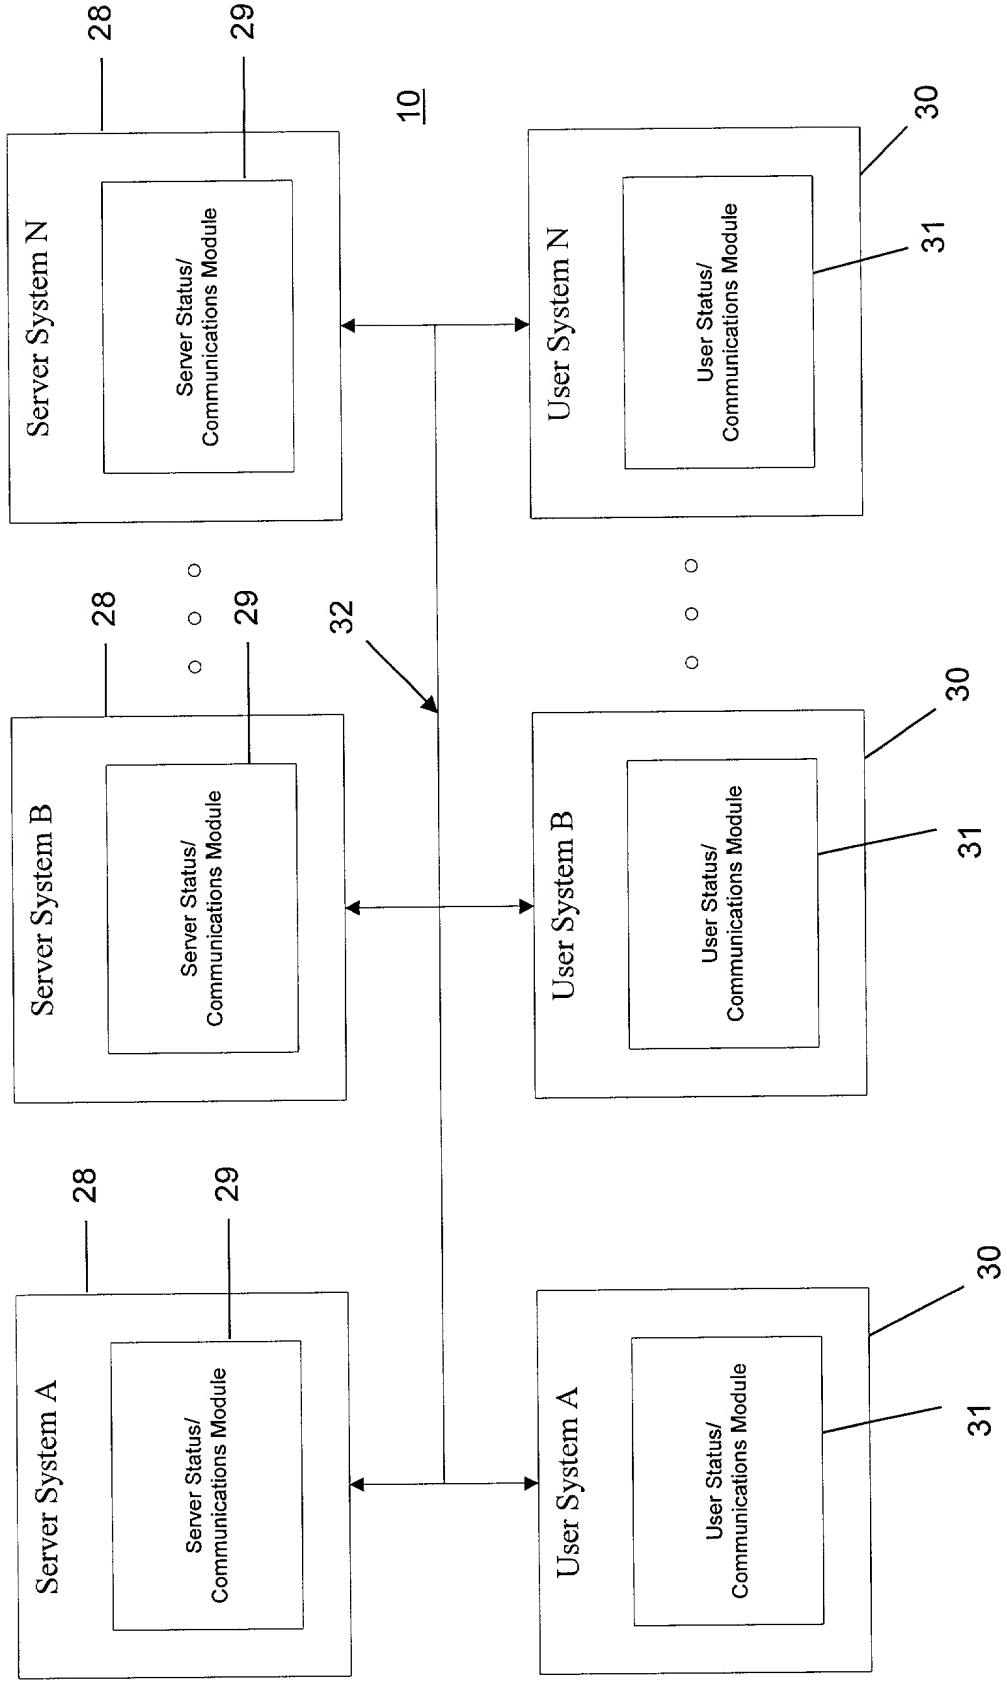 Server System A
28
Server Status/
Communications Module
29
Server System B
28
Server Status/
Communications Module
29
Server System N
28
Server Status/
Communications Module
29
32
10
User System A
User Status/
Communications Module
31
30
User System B
User Status/
Communications Module
31
30
User System N
User Status/
Communications Module
31
30